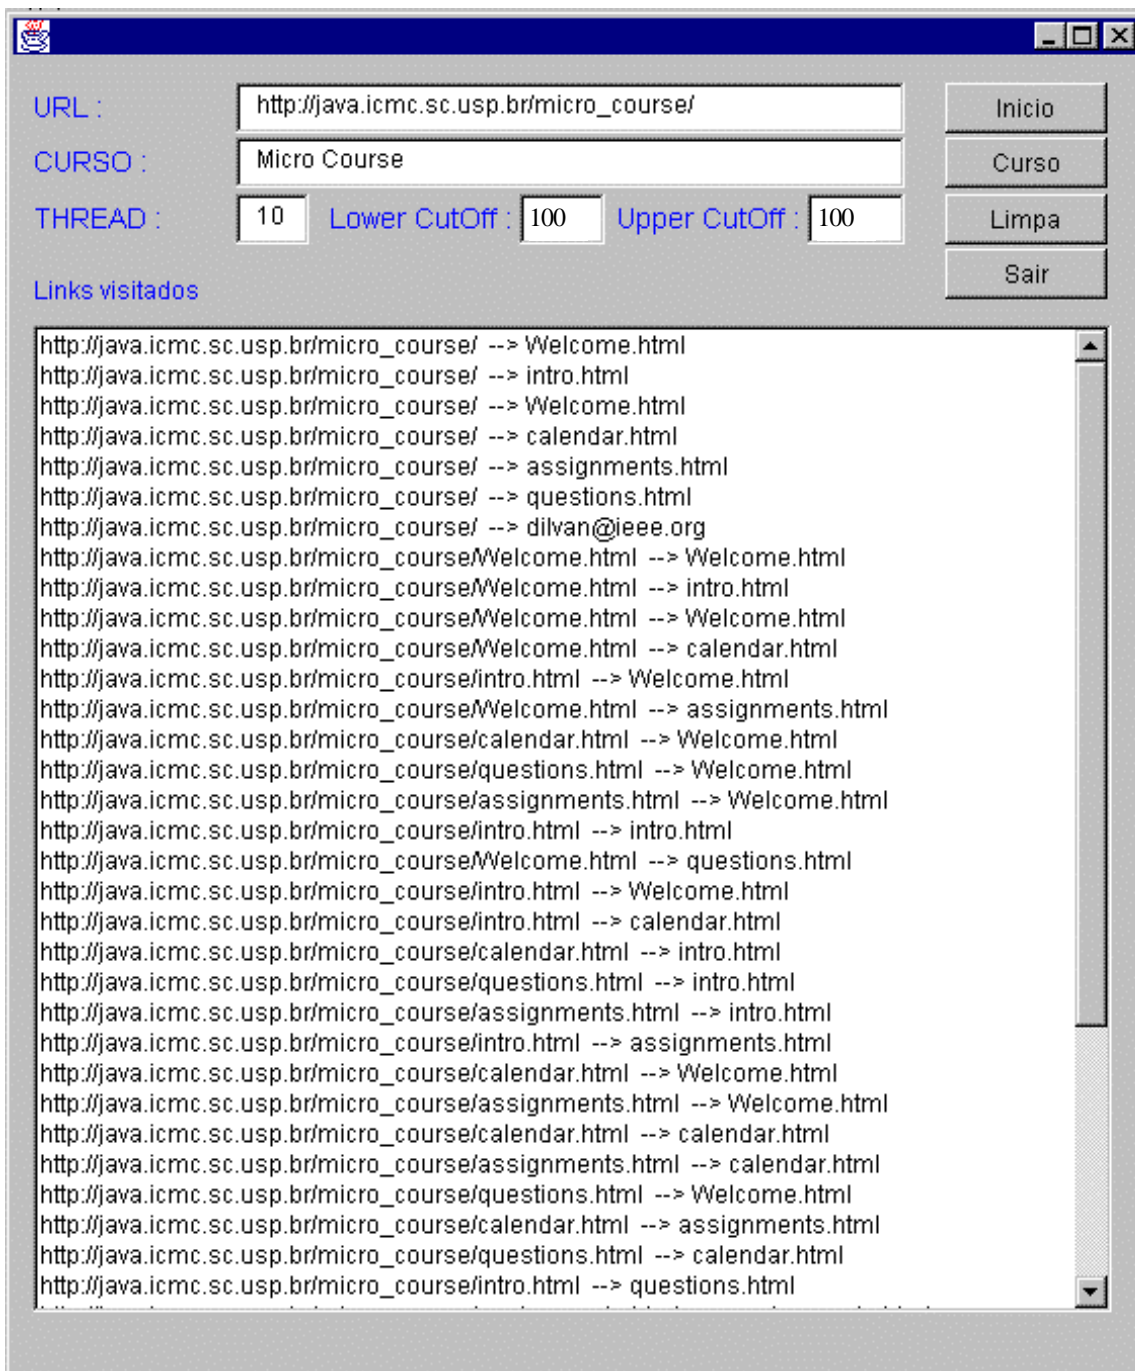 URL : http://java.icmc.sc.usp.br/micro_course/ Inicio
CURSO : Micro Course Curso
THREAD : 10 Lower CutOff : 100 Upper CutOff : 100 Limpa
Sair
Links visitados
http://java.icmc.sc.usp.br/micro_course/ --> Welcome.html
http://java.icmc.sc.usp.br/micro_course/ --> intro.html
http://java.icmc.sc.usp.br/micro_course/ --> Welcome.html
http://java.icmc.sc.usp.br/micro_course/ --> calendar.html
http://java.icmc.sc.usp.br/micro_course/ --> assignments.html
http://java.icmc.sc.usp.br/micro_course/ --> questions.html
http://java.icmc.sc.usp.br/micro_course/ --> dilvan@ieee.org
http://java.icmc.sc.usp.br/micro_course/Welcome.html --> Welcome.html
http://java.icmc.sc.usp.br/micro_course/Welcome.html --> intro.html
http://java.icmc.sc.usp.br/micro_course/Welcome.html --> Welcome.html
http://java.icmc.sc.usp.br/micro_course/Welcome.html --> calendar.html
http://java.icmc.sc.usp.br/micro_course/intro.html --> Welcome.html
http://java.icmc.sc.usp.br/micro_course/Welcome.html --> assignments.html
http://java.icmc.sc.usp.br/micro_course/calendar.html --> Welcome.html
http://java.icmc.sc.usp.br/micro_course/questions.html --> Welcome.html
http://java.icmc.sc.usp.br/micro_course/assignments.html --> Welcome.html
http://java.icmc.sc.usp.br/micro_course/intro.html --> intro.html
http://java.icmc.sc.usp.br/micro_course/Welcome.html --> questions.html
http://java.icmc.sc.usp.br/micro_course/intro.html --> Welcome.html
http://java.icmc.sc.usp.br/micro_course/intro.html --> calendar.html
http://java.icmc.sc.usp.br/micro_course/calendar.html --> intro.html
http://java.icmc.sc.usp.br/micro_course/questions.html --> intro.html
http://java.icmc.sc.usp.br/micro_course/assignments.html --> intro.html
http://java.icmc.sc.usp.br/micro_course/intro.html --> assignments.html
http://java.icmc.sc.usp.br/micro_course/calendar.html --> Welcome.html
http://java.icmc.sc.usp.br/micro_course/assignments.html --> Welcome.html
http://java.icmc.sc.usp.br/micro_course/calendar.html --> calendar.html
http://java.icmc.sc.usp.br/micro_course/assignments.html --> calendar.html
http://java.icmc.sc.usp.br/micro_course/questions.html --> Welcome.html
http://java.icmc.sc.usp.br/micro_course/calendar.html --> assignments.html
http://java.icmc.sc.usp.br/micro_course/questions.html --> calendar.html
http://java.icmc.sc.usp.br/micro_course/intro.html --> questions.html